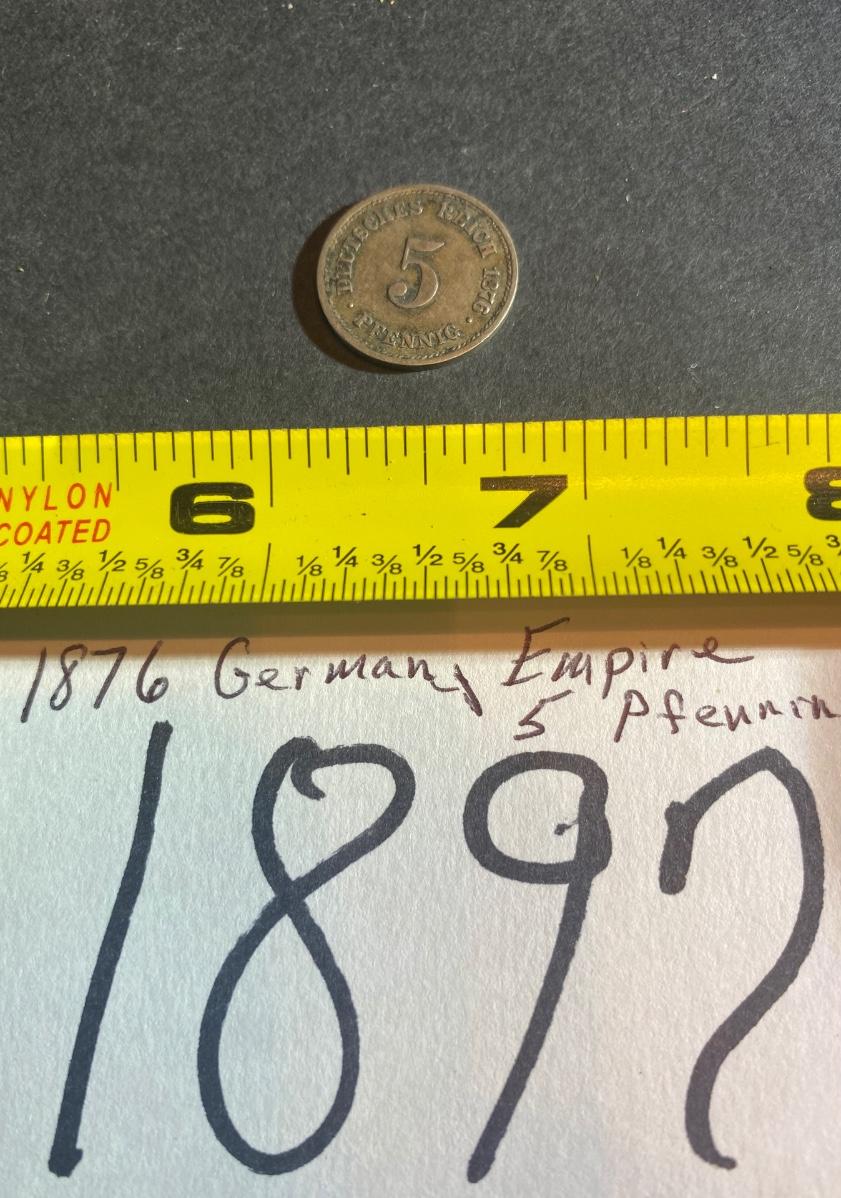 DEUTSCHES REICH 1876
5
· PFENNIG ·
NYLON
COATED
6 7 8
1/4 3/8 1/2 5/8 3/4 7/8 1/8 1/4 3/8 1/2 5/8 3/4 7/8 1/8 1/4 3/8 1/2 5/8
1876 German Empire
5 Pfennin
1897